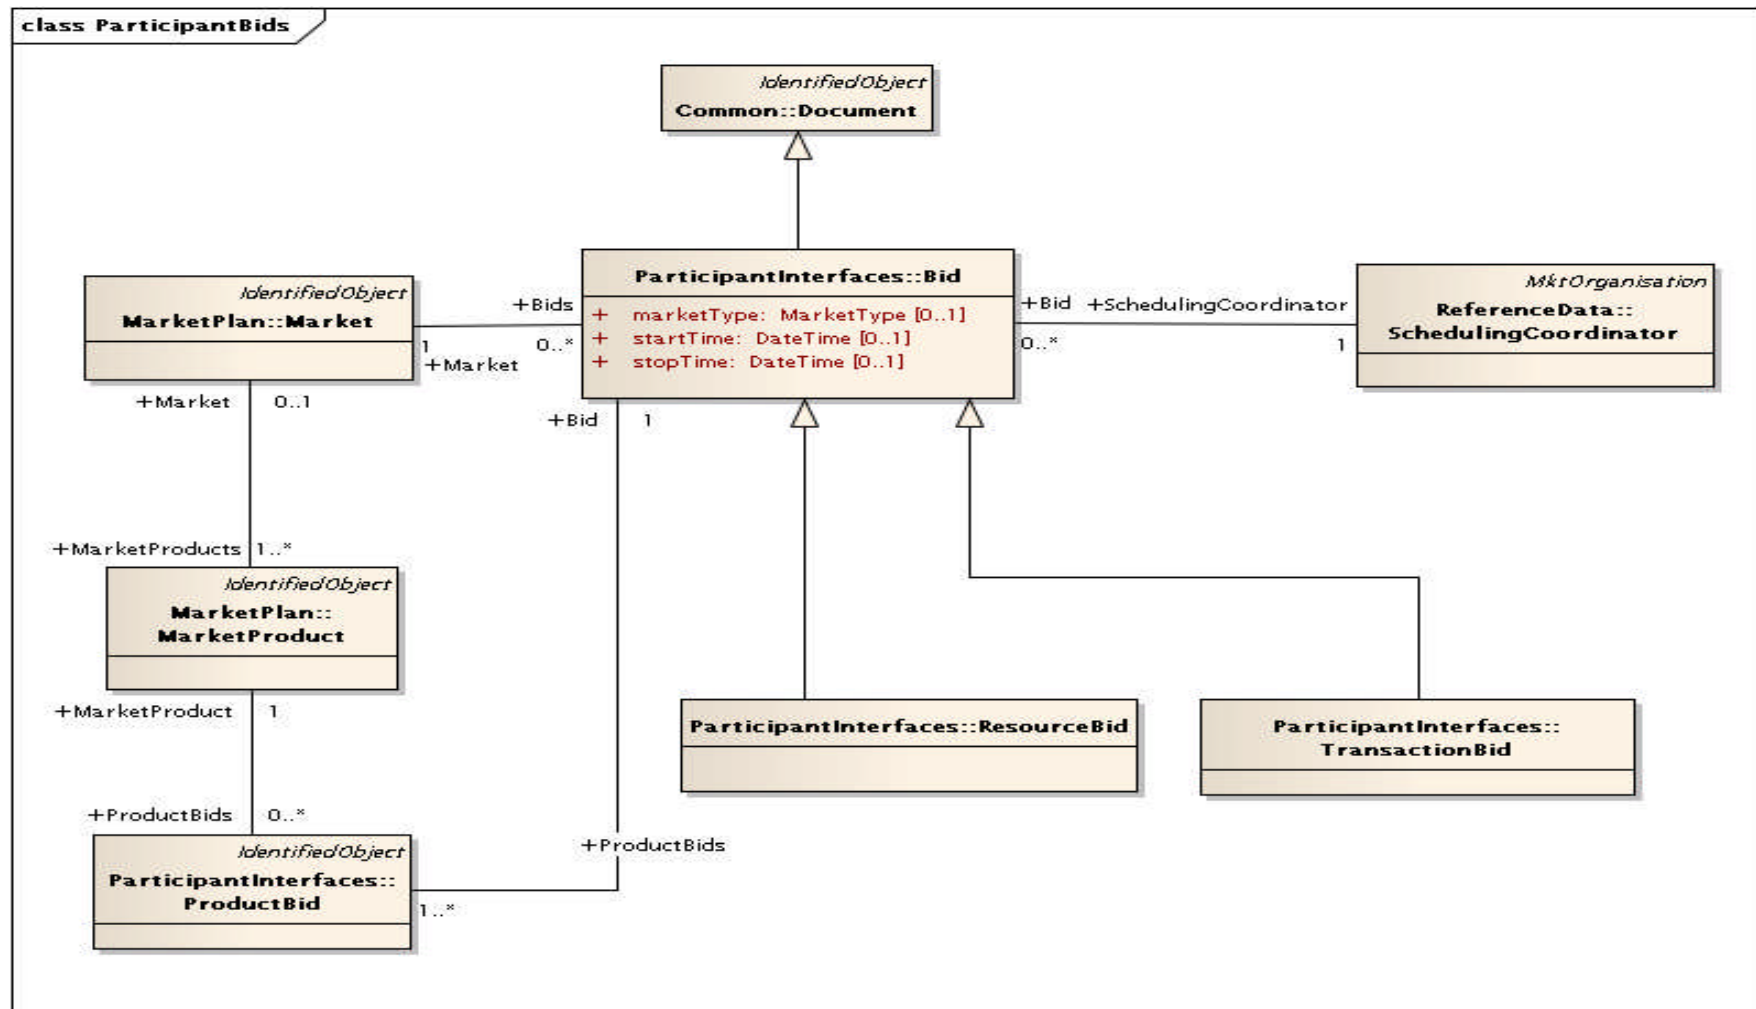 class ParticipantBids
IdentifiedObject
Common::Document
ParticipantInterfaces::Bid
+ marketType: MarketType [0..1]
+ startTime: DateTime [0..1]
+ stopTime: DateTime [0..1]
IdentifiedObject
MarketPlan::Market
+Bids
0..*
1
+Market
+Bid
0..*
+SchedulingCoordinator
1
MktOrganisation
ReferenceData::
SchedulingCoordinator
+Market 0..1
+Bid 1
+MarketProducts 1..*
IdentifiedObject
MarketPlan::
MarketProduct
+MarketProduct 1
ParticipantInterfaces::ResourceBid
ParticipantInterfaces::
TransactionBid
+ProductBids 0..*
IdentifiedObject
ParticipantInterfaces::
ProductBid
+ProductBids
1..*